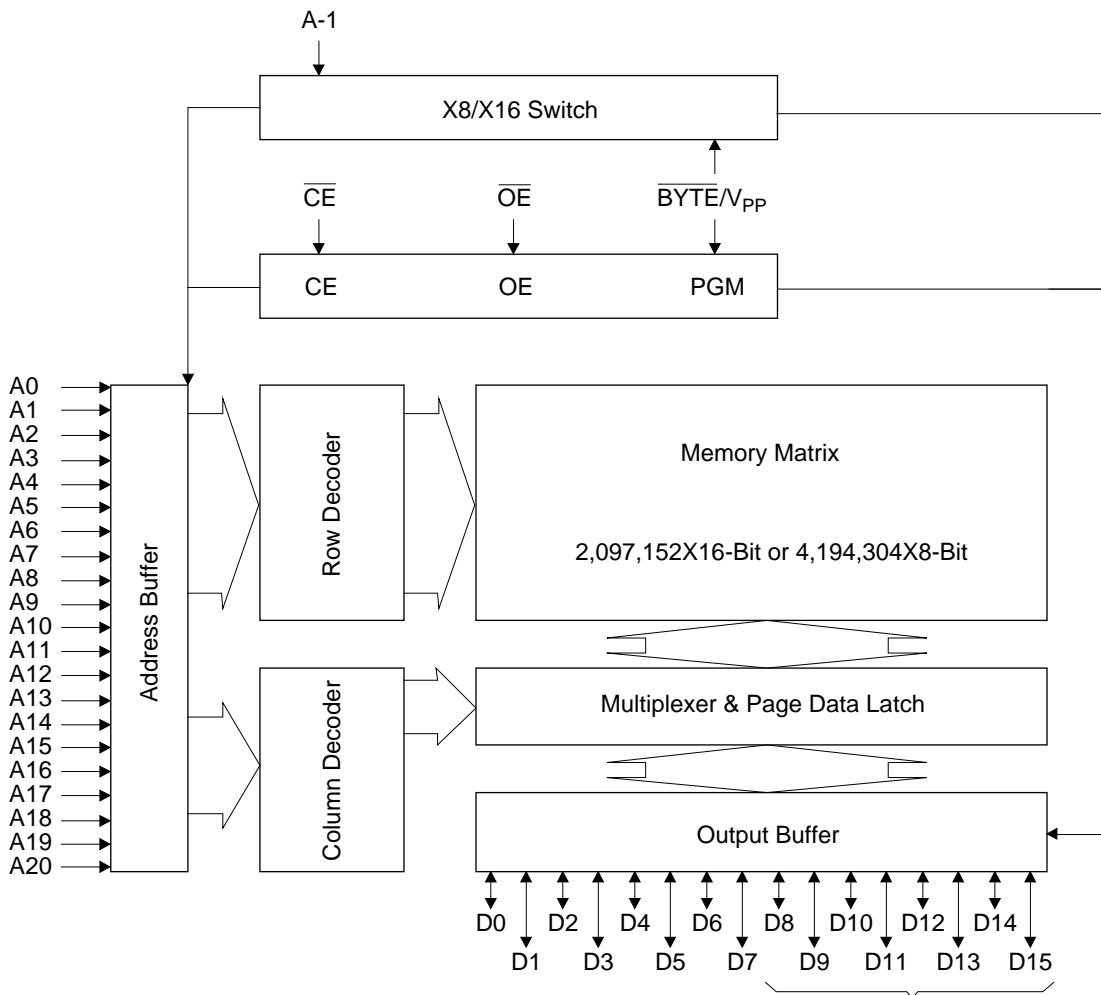 A-1
X8/X16 Switch
CE
OE
BYTE/VPP
CE
OE
PGM
A0
A1
A2
A3
A4
A5
A6
A7
A8
A9
A10
A11
A12
A13
A14
A15
A16
A17
A18
A19
A20
Address Buffer
Row Decoder
Memory Matrix
2,097,152X16-Bit or 4,194,304X8-Bit
Column Decoder
Multiplexer & Page Data Latch
Output Buffer
D0
D2
D4
D6
D8
D10
D12
D14
D1
D3
D5
D7
D9
D11
D13
D15